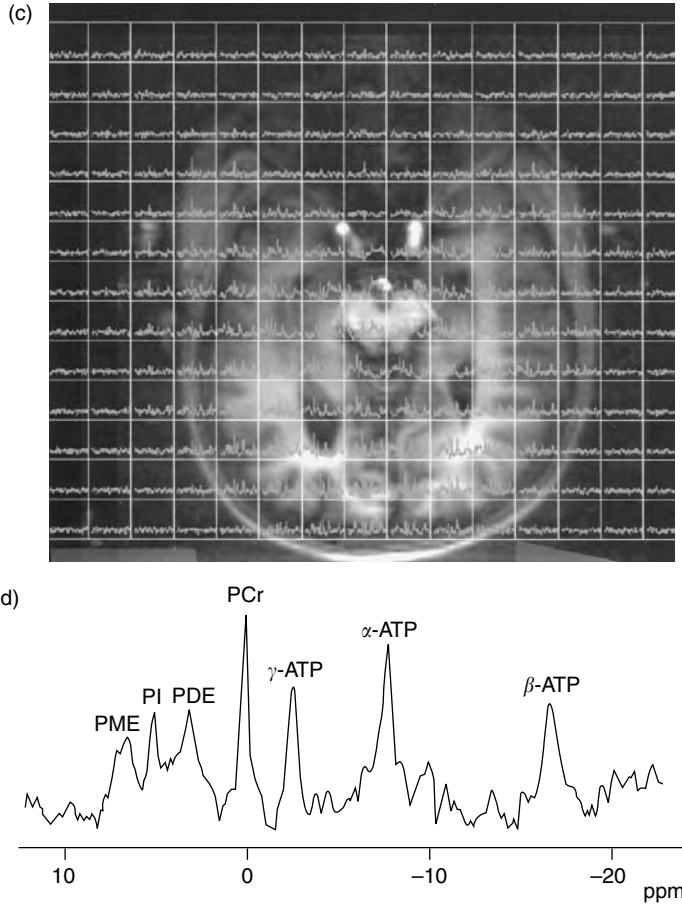 (c)
d)
PCr
α-ATP
γ-ATP
β-ATP
PI PDE
PME
10 0 −10 −20
ppm